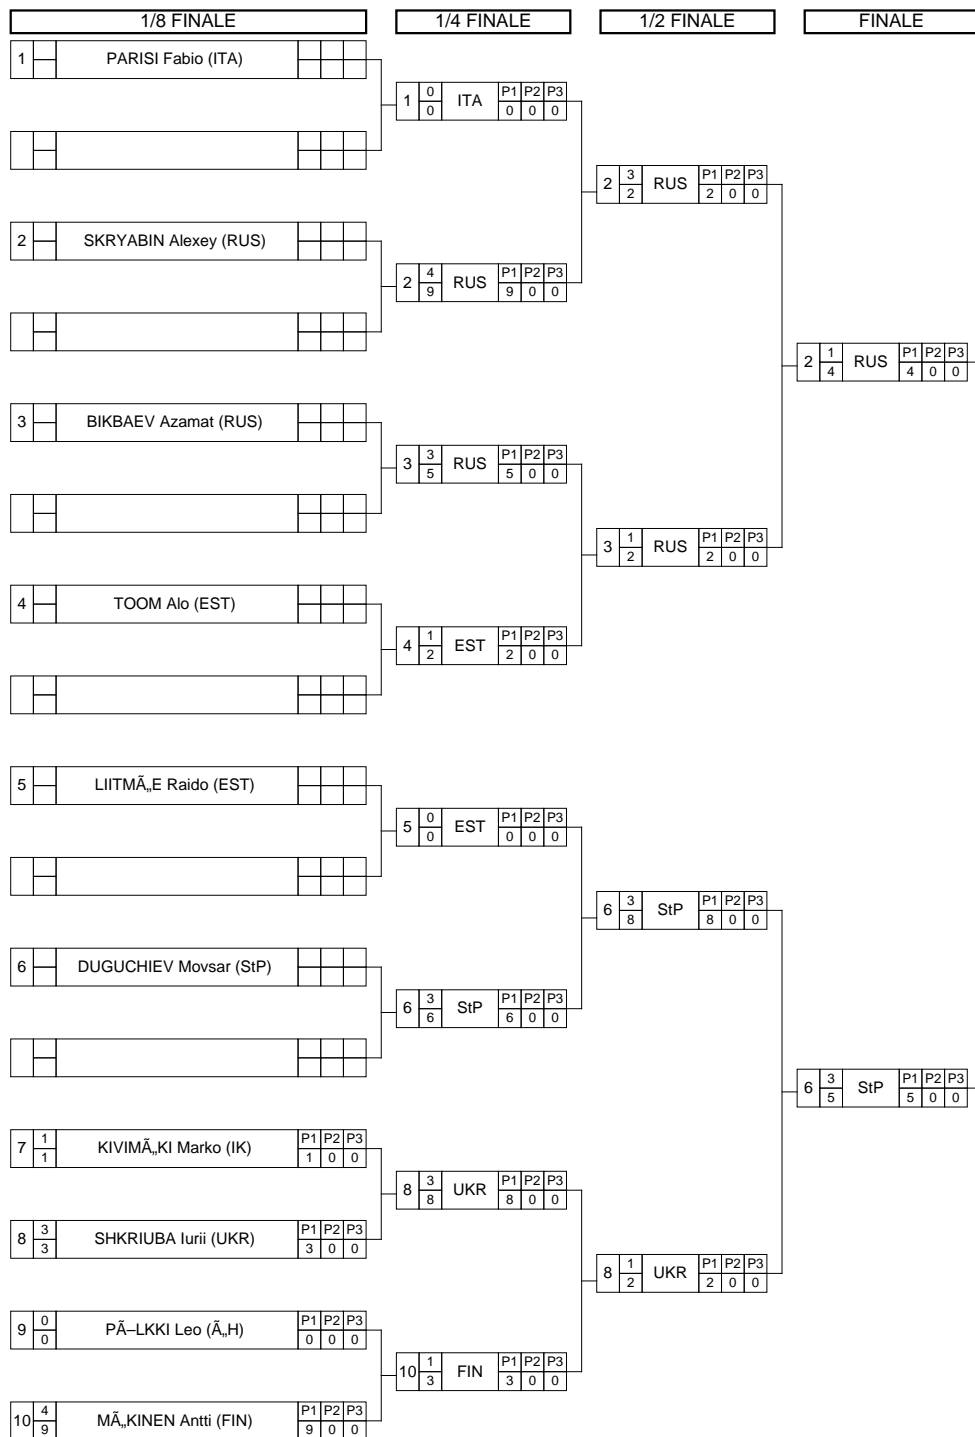 1/8 FINALE 1/4 FINALE 1/2 FINALE FINALE
1 PARISI Fabio (ITA)
1 0 ITA P1 P2 P3
0 0 0 0
2 3 RUS P1 P2 P3
2 2 0 0
2 SKRYABIN Alexey (RUS)
2 4 RUS P1 P2 P3
9 9 0 0
2 1 RUS P1 P2 P3
4 4 0 0
3 BIKBAEV Azamat (RUS)
3 3 RUS P1 P2 P3
5 5 0 0
3 1 RUS P1 P2 P3
2 2 0 0
4 TOOM Alo (EST)
4 1 EST P1 P2 P3
2 2 0 0
5 LIITMÃ„E Raido (EST)
5 0 EST P1 P2 P3
0 0 0 0
6 3 StP P1 P2 P3
8 8 0 0
6 DUGUCHIEV Movsar (StP)
6 3 StP P1 P2 P3
6 6 0 0
6 3 StP P1 P2 P3
5 5 0 0
7 1 KIVIMÃ„KI Marko (IK) P1 P2 P3
1 1 0 0
8 3 UKR P1 P2 P3
8 8 0 0
8 3 SHKRIUBA Iurii (UKR) P1 P2 P3
3 3 0 0
8 1 UKR P1 P2 P3
2 2 0 0
9 0 PÃ–LKKI Leo (Ã„H) P1 P2 P3
0 0 0 0
10 1 FIN P1 P2 P3
3 3 0 0
10 4 MÃ„KINEN Antti (FIN) P1 P2 P3
9 9 0 0